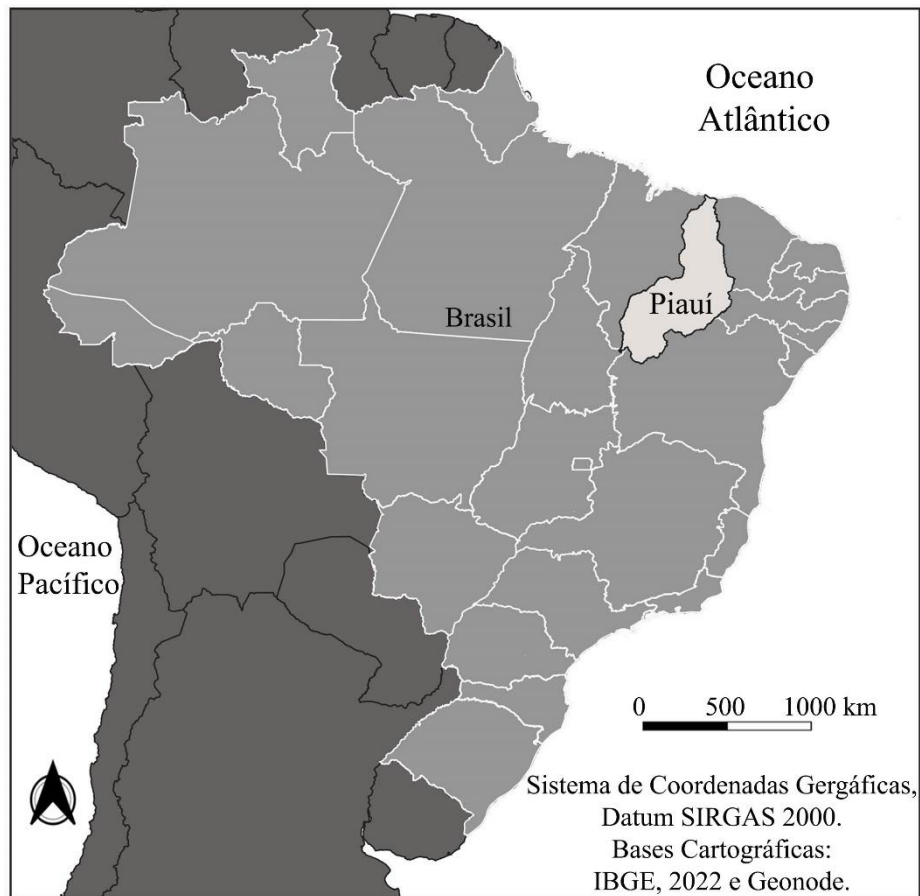 Oceano
Atlântico
Brasil
Piauí
Oceano
Pacífico
0 500 1000 km
Sistema de Coordenadas Gergáficas,
Datum SIRGAS 2000.
Bases Cartográficas:
IBGE, 2022 e Geonode.